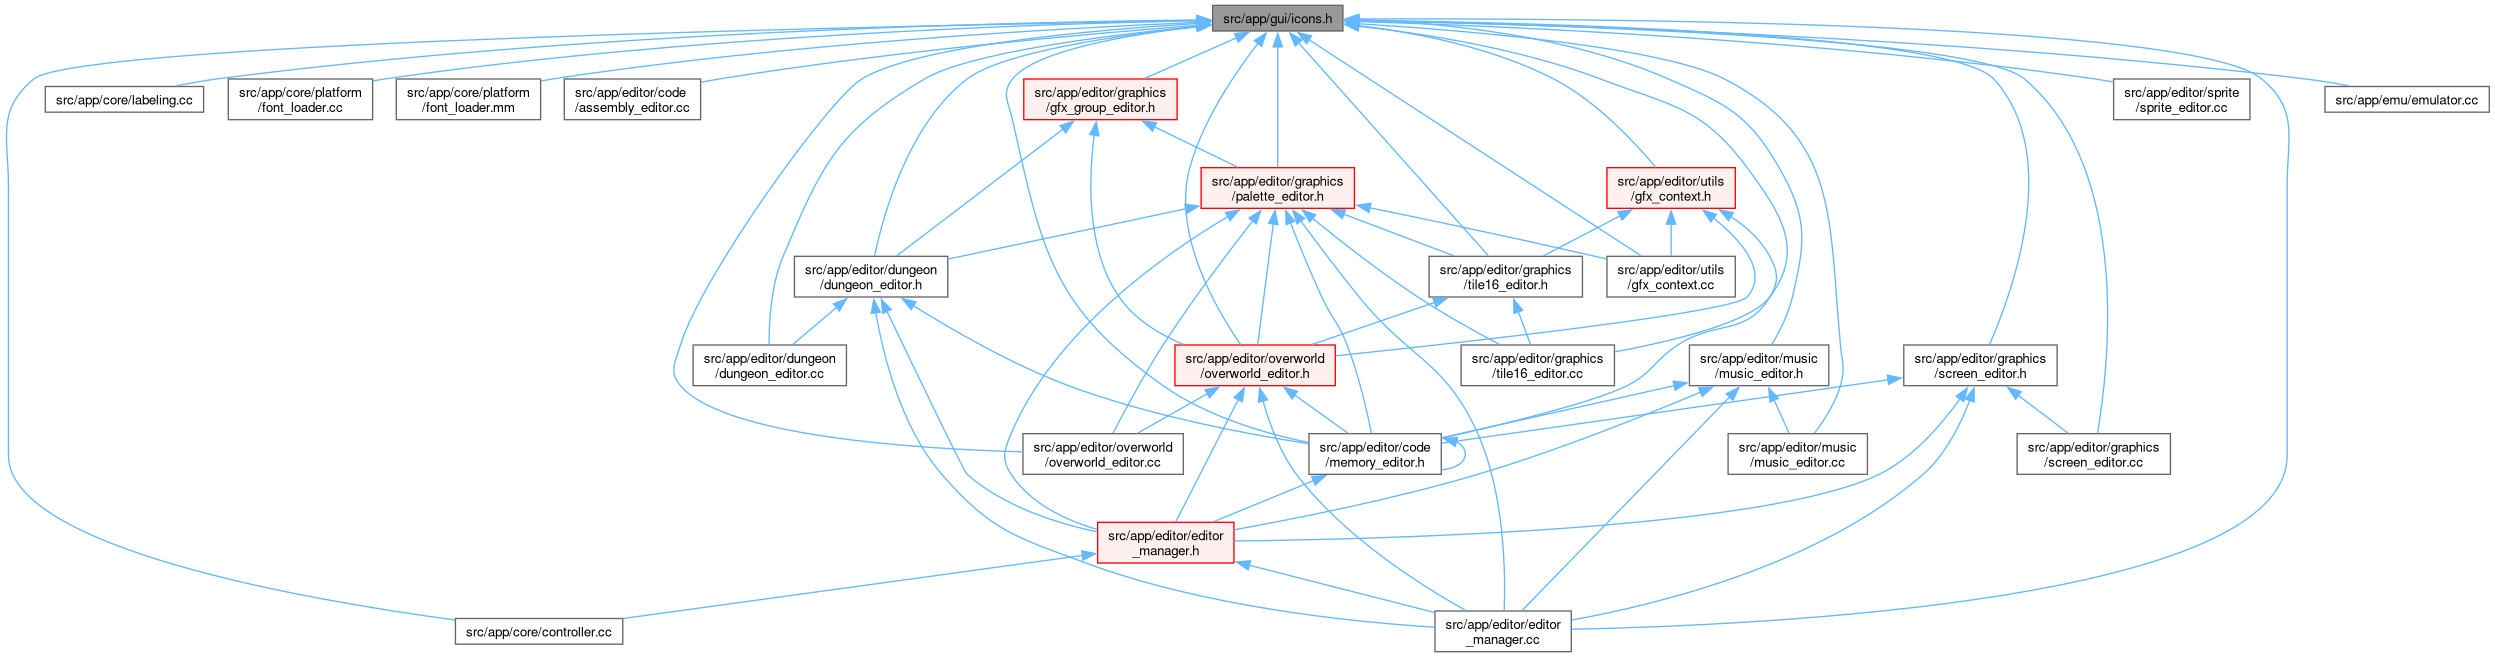 src/app/gui/icons.h
src/app/core/labeling.cc
src/app/core/platform
/font_loader.cc
src/app/core/platform
/font_loader.mm
src/app/editor/code
/assembly_editor.cc
src/app/editor/graphics
/gfx_group_editor.h
src/app/editor/sprite
/sprite_editor.cc
src/app/emu/emulator.cc
src/app/editor/graphics
/palette_editor.h
src/app/editor/utils
/gfx_context.h
src/app/editor/dungeon
/dungeon_editor.h
src/app/editor/graphics
/tile16_editor.h
src/app/editor/utils
/gfx_context.cc
src/app/editor/dungeon
/dungeon_editor.cc
src/app/editor/overworld
/overworld_editor.h
src/app/editor/graphics
/tile16_editor.cc
src/app/editor/music
/music_editor.h
src/app/editor/graphics
/screen_editor.h
src/app/editor/overworld
/overworld_editor.cc
src/app/editor/code
/memory_editor.h
src/app/editor/music
/music_editor.cc
src/app/editor/graphics
/screen_editor.cc
src/app/editor/editor
_manager.h
src/app/core/controller.cc
src/app/editor/editor
_manager.cc